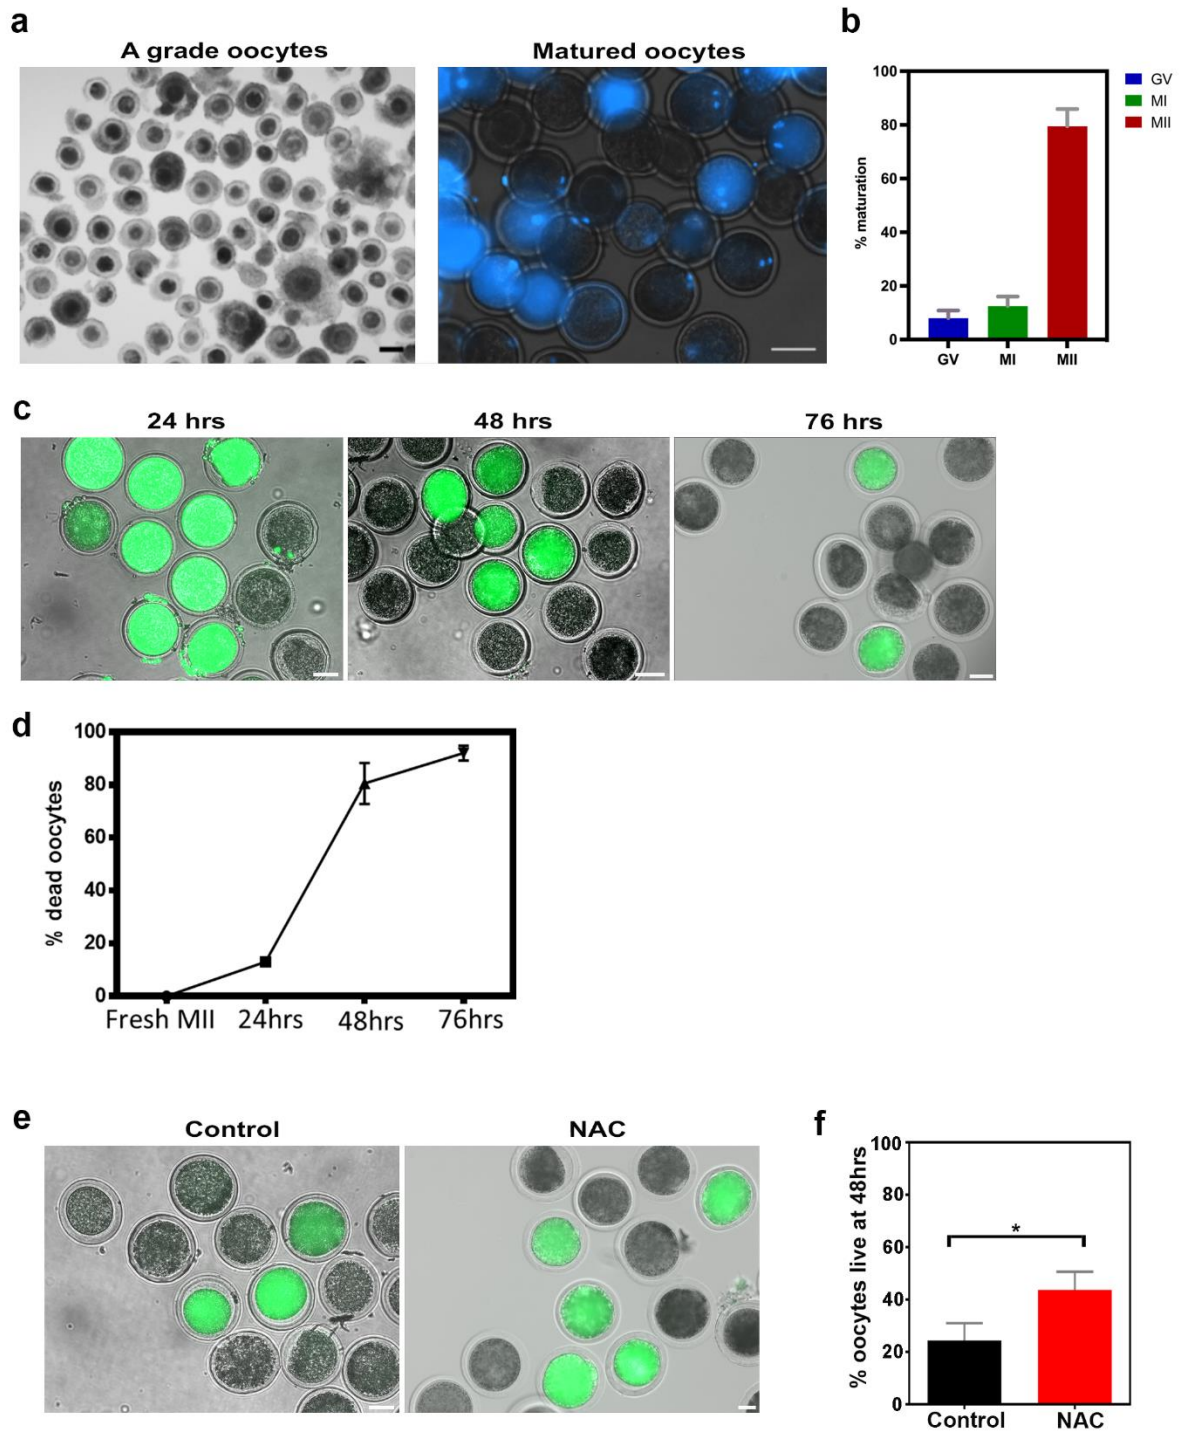 a
A grade oocytes
Matured oocytes
b
100
80
60
40
20
0
% maturation
GV
MI
MII
GV
MI
MII
c
24 hrs
48 hrs
76 hrs
d
100
80
60
40
20
0
% dead oocytes
Fresh MII
24hrs
48hrs
76hrs
e
Control
NAC
f
100
80
60
40
20
0
% oocytes live at 48hrs
*
Control
NAC